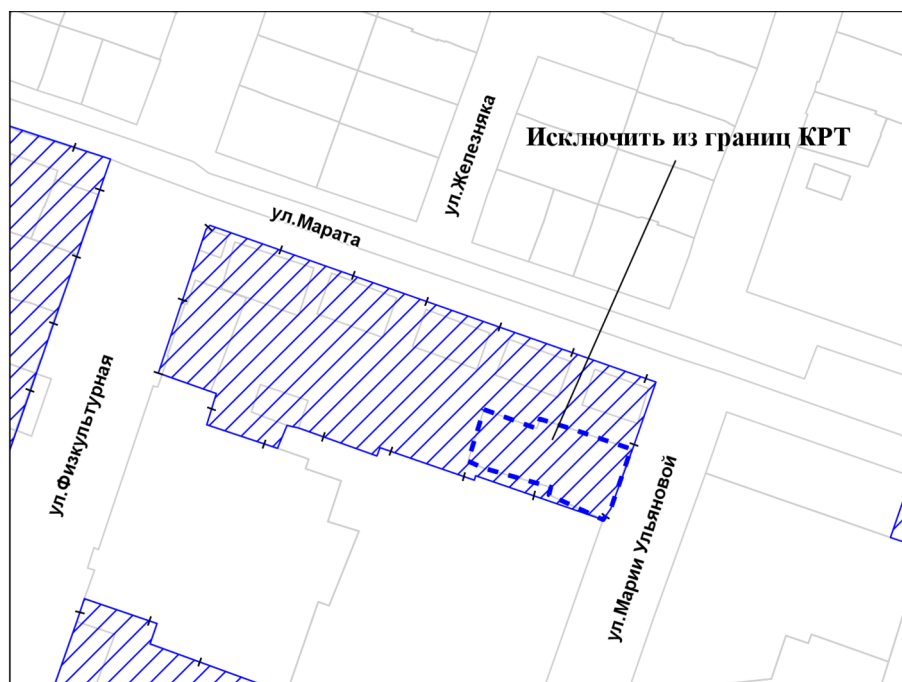 Исключить из границ КРТ
ул.Железняка
ул.Марата
ул.Физкультурная
ул.Марии Ульяновой